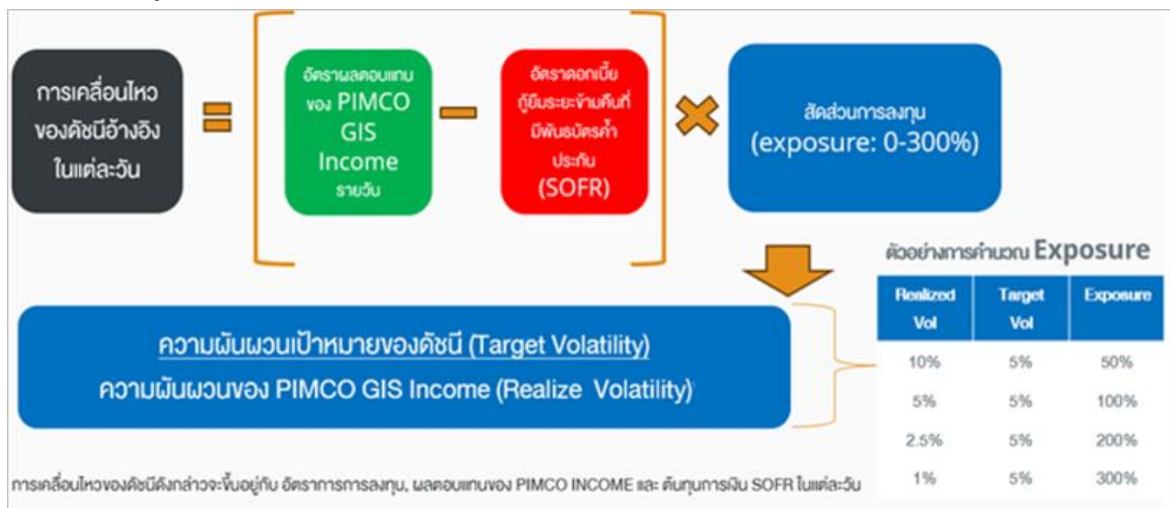 การเคลื่อนไหว
ของดัชนีอ้างอิง
ในแต่ละวัน
=
อัตราผลตอบแทน
ของ PIMCO
GIS
Income
รายวัน
–
อัตราดอกเบี้ย
กู้ยืมระยะข้ามคืนที่
มีพันธบัตรค้ำ
ประกัน
(SOFR)
×
สัดส่วนการลงทุน
(exposure: 0-300%)
ตัวอย่างการคำนวณ Exposure
Realized Vol Target Vol Exposure
10% 5% 50%
5% 5% 100%
2.5% 5% 200%
1% 5% 300%
ความผันผวนเป้าหมายของดัชนี (Target Volatility)
ความผันผวนของ PIMCO GIS Income (Realize Volatility)
การเคลื่อนไหวของดัชนีดังกล่าวจะขึ้นอยู่กับ อัตราการการลงทุน, ผลตอบแทนของ PIMCO INCOME และ ต้นทุนการเงิน SOFR ในแต่ละวัน